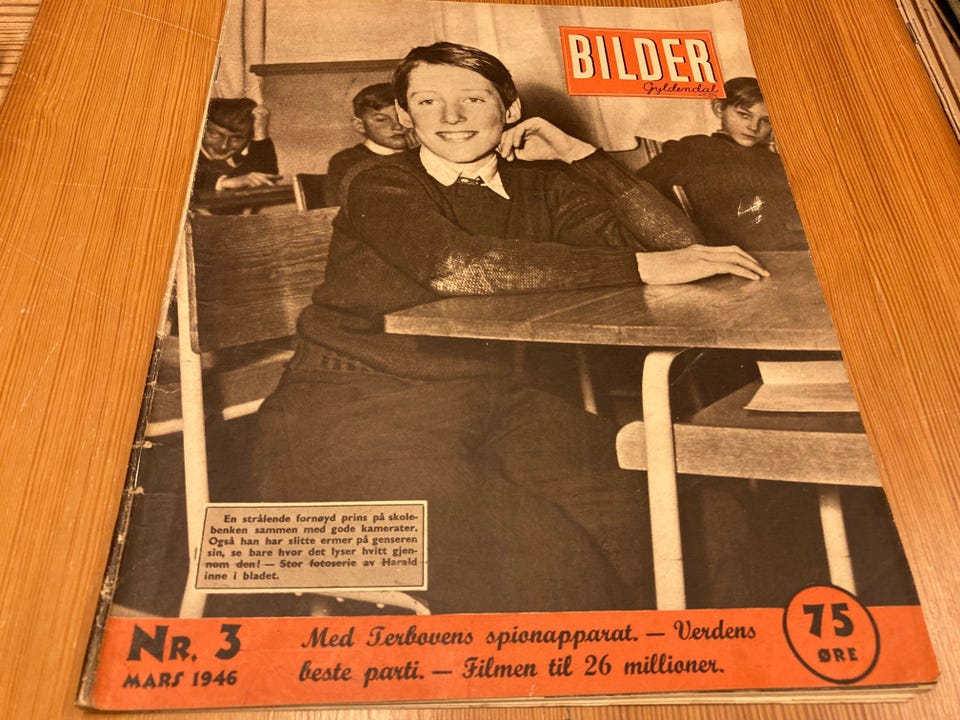 BILDER
Gyldendal
En strålende fornøyd prins på skole-
benken sammen med gode kamerater.
Også han har slitte ermer på genseren
sin, se bare hvor det lyser hvitt gjen-
nom den! — Stor fotoserie av Harald
inne i bladet.
NR. 3
MARS 1946
Med Terbovens spionapparat. — Verdens
beste parti. — Filmen til 26 millioner.
75
ØRE